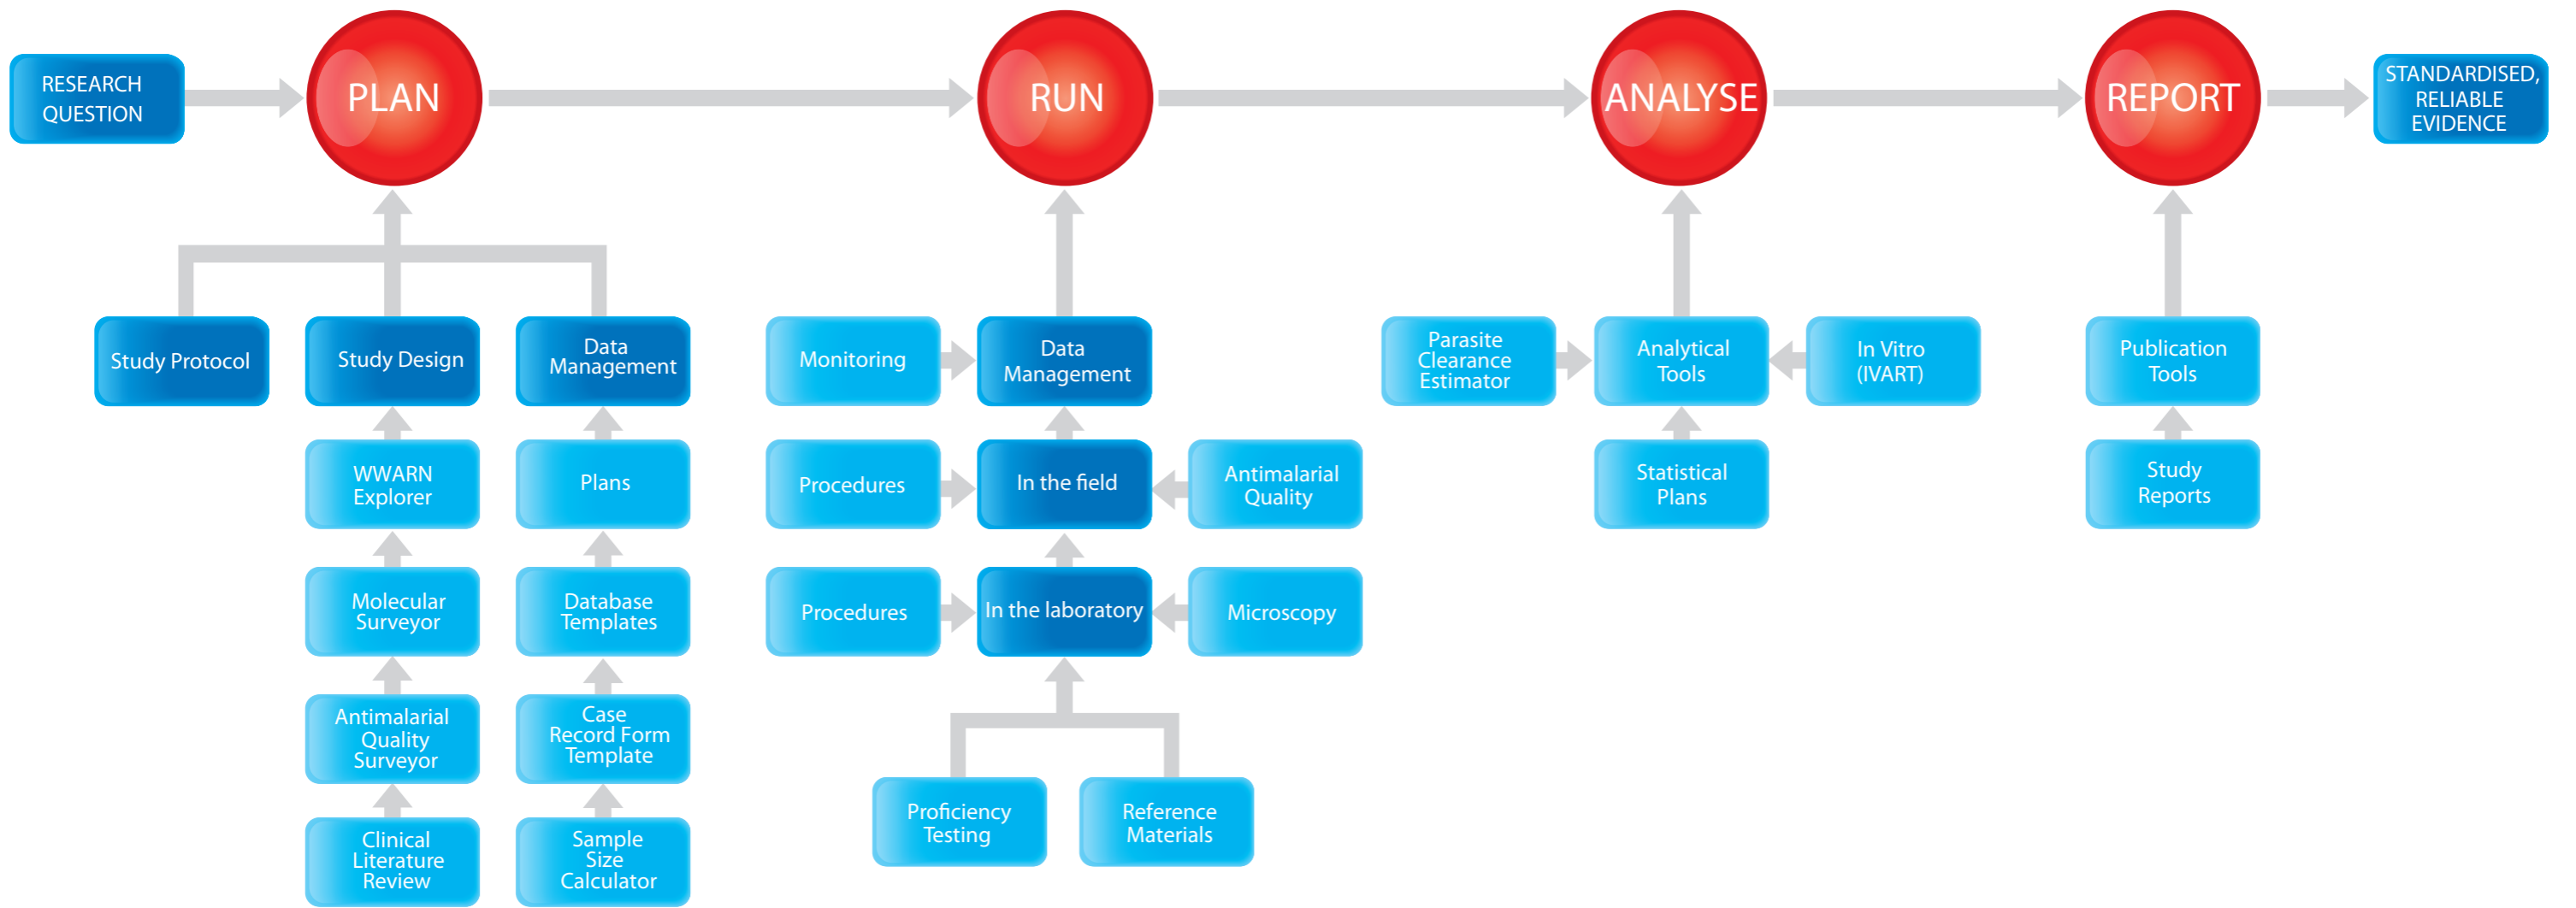 RESEARCH
QUESTION
PLAN
RUN
ANALYSE
REPORT
STANDARDISED,
RELIABLE
EVIDENCE
Study Protocol
Study Design
Data
Management
WWARN
Explorer
Plans
Molecular
Surveyor
Database
Templates
Antimalarial
Quality
Surveyor
Case
Record Form
Template
Clinical
Literature
Review
Sample
Size
Calculator
Monitoring
Data
Management
Procedures
In the field
Antimalarial
Quality
Procedures
In the laboratory
Microscopy
Proficiency
Testing
Reference
Materials
Parasite
Clearance
Estimator
Analytical
Tools
In Vitro
(IVART)
Statistical
Plans
Publication
Tools
Study
Reports